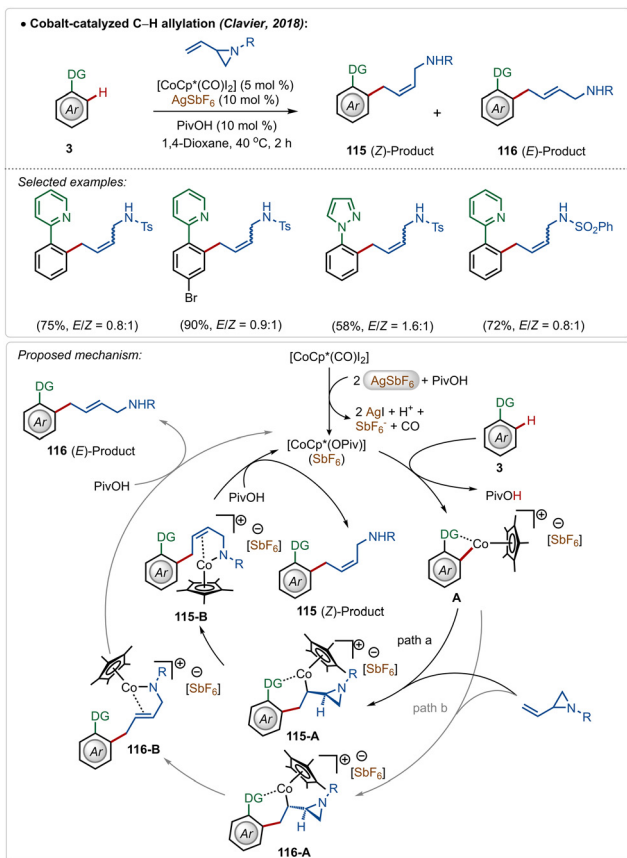 • Cobalt-catalyzed C–H allylation (Clavier, 2018):
N–R
DG
H
Ar
3
[CoCp*(CO)I2] (5 mol %)
AgSbF6 (10 mol %)
PivOH (10 mol %)
1,4-Dioxane, 40 °C, 2 h
DG
NHR
Ar
115 (Z)-Product
+
DG
NHR
Ar
116 (E)-Product
Selected examples:
N
H
N
Ts
(75%, E/Z = 0.8:1)
N
H
N
Ts
Br
(90%, E/Z = 0.9:1)
N
N
H
N
Ts
(58%, E/Z = 1.6:1)
N
H
N
SO2Ph
(72%, E/Z = 0.8:1)
Proposed mechanism:
[CoCp*(CO)I2]
2 AgSbF6 + PivOH
2 AgI + H+ +
SbF6- + CO
[CoCp*(OPiv)]
(SbF6)
DG
NHR
Ar
116 (E)-Product
PivOH
DG
H
Ar
3
PivOH
PivOH
DG
Ar
N
R
Co
+ −
[SbF6]
115-B
DG
NHR
Ar
115 (Z)-Product
DG
Co
Ar
+ −
[SbF6]
A
path a
path b
N
R
Co
DG
R
N
H
Ar
+ −
[SbF6]
115-A
Co
R
N
DG
Ar
+ −
[SbF6]
116-B
Co
DG
R
N
H
Ar
+ −
[SbF6]
116-A